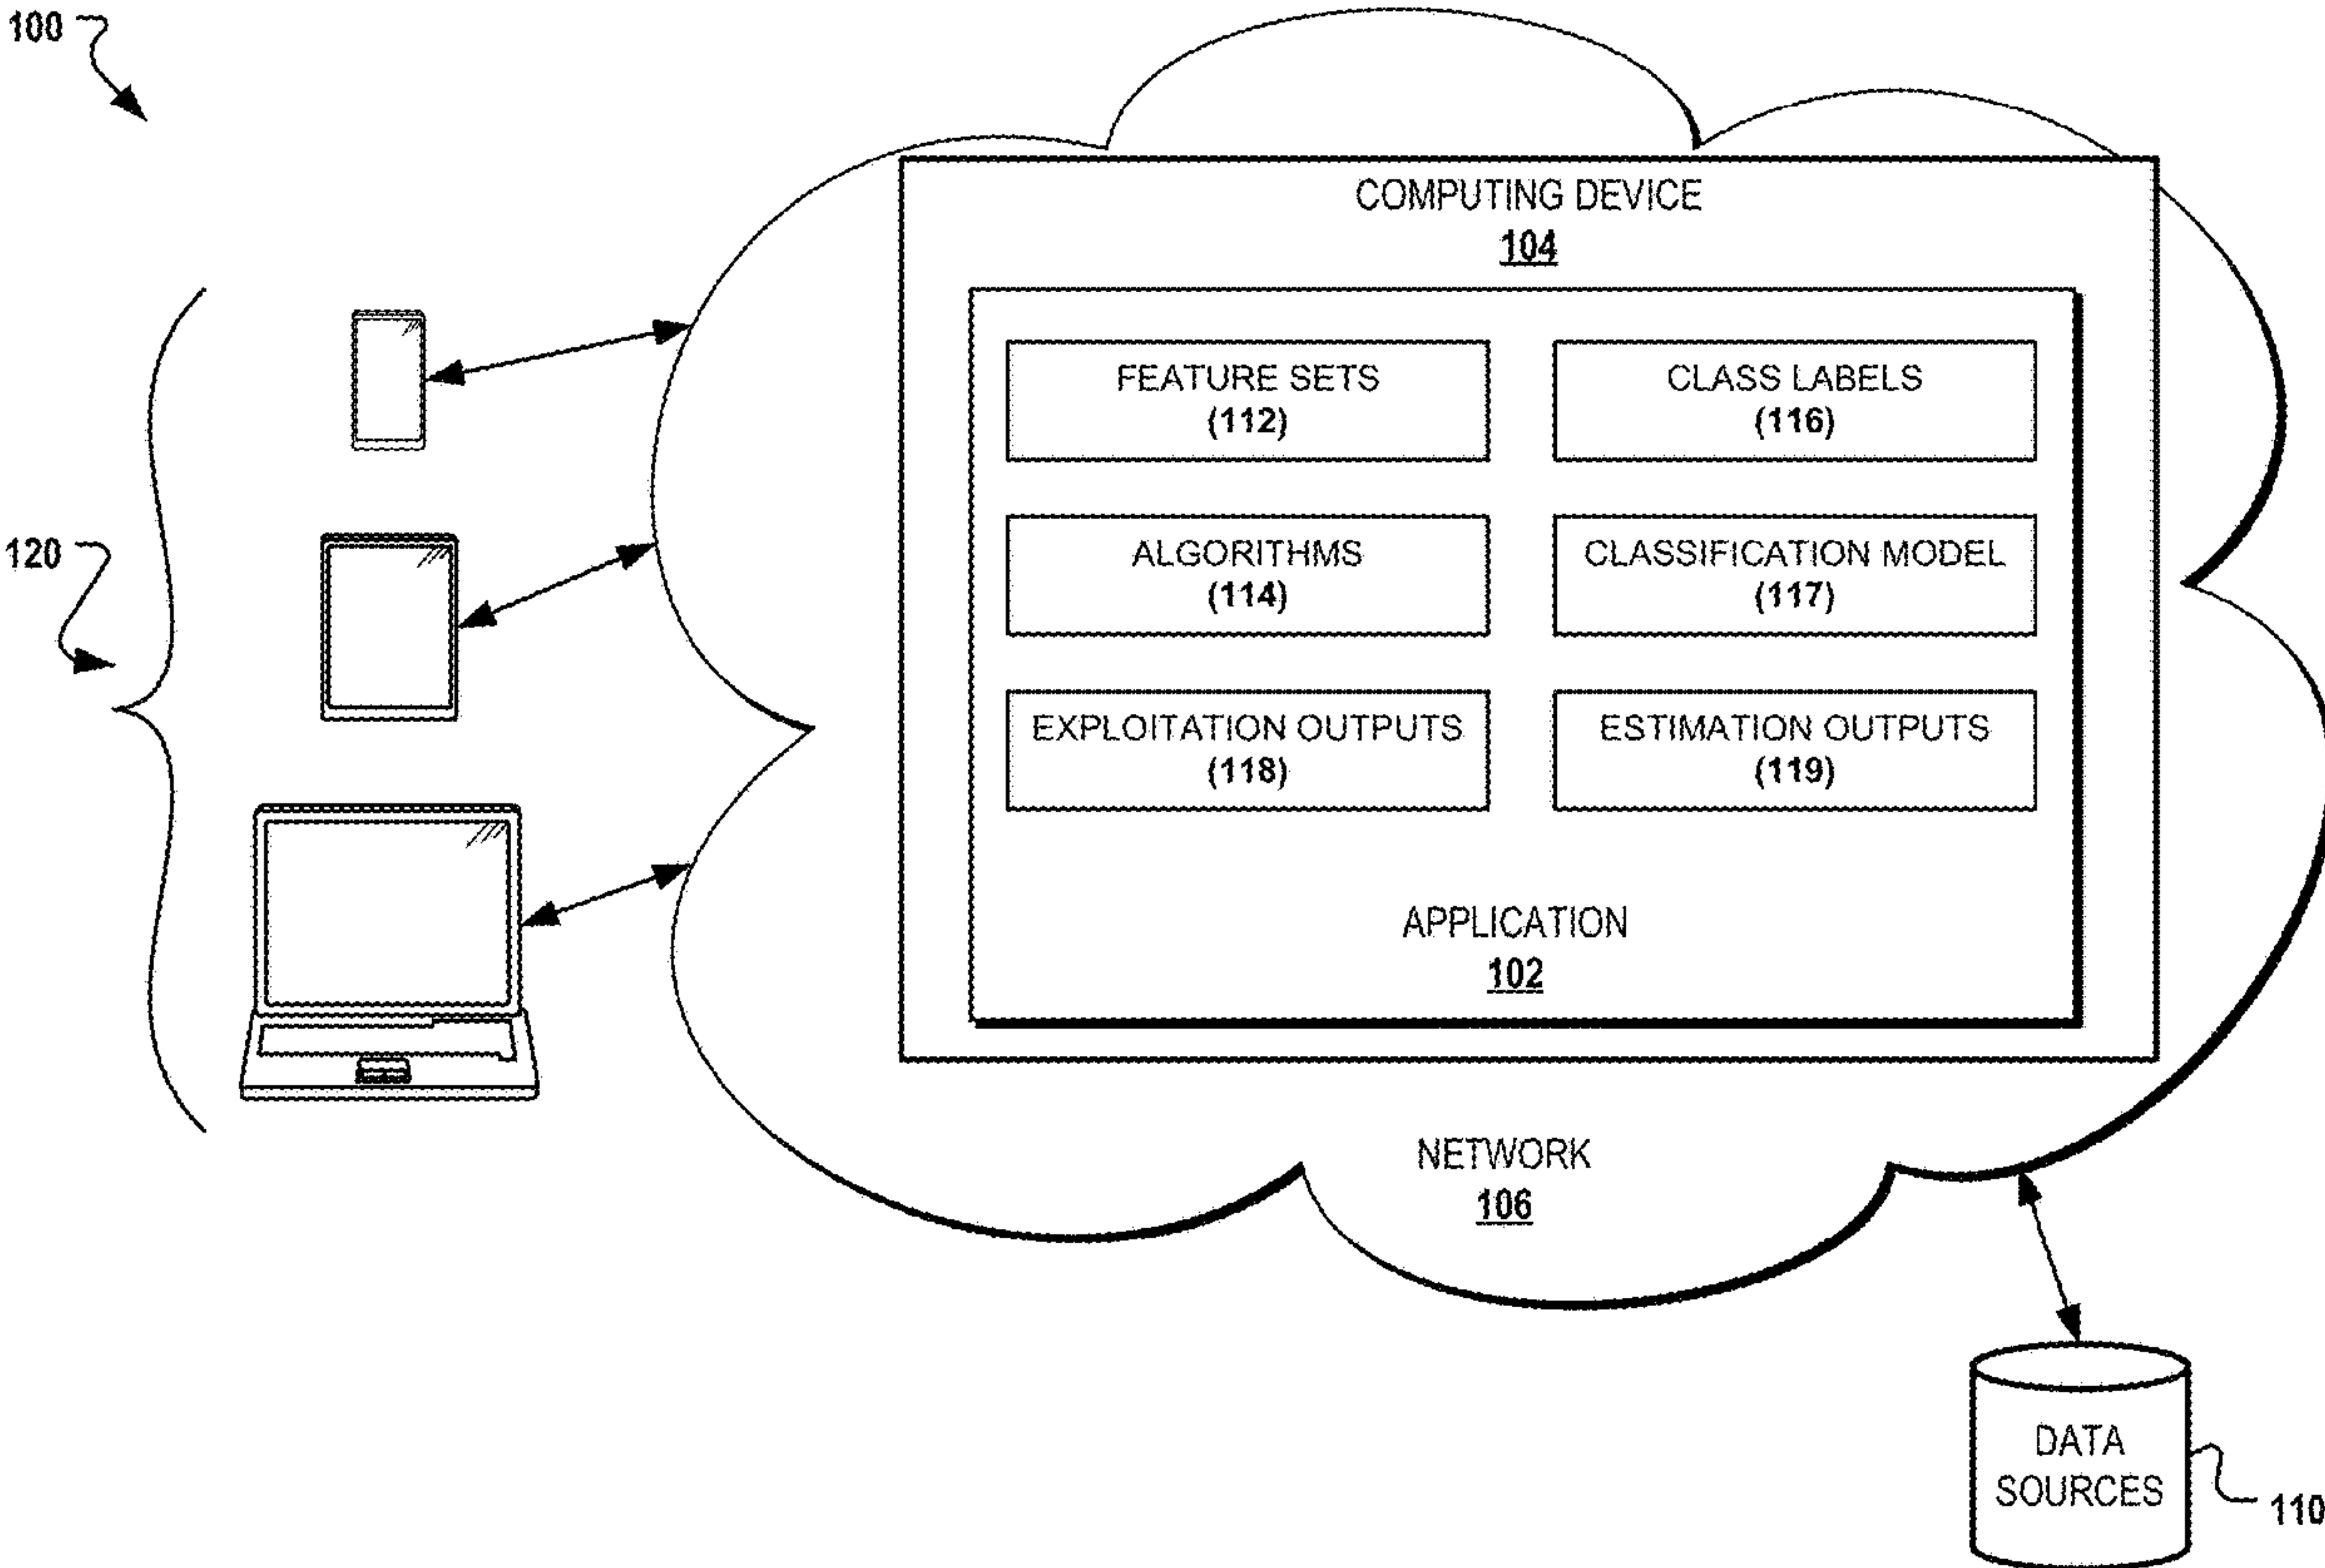 100
COMPUTING DEVICE
104
FEATURE SETS
(112)
CLASS LABELS
(116)
120
ALGORITHMS
(114)
CLASSIFICATION MODEL
(117)
EXPLOITATION OUTPUTS
(118)
ESTIMATION OUTPUTS
(119)
APPLICATION
102
NETWORK
106
DATA
SOURCES
110